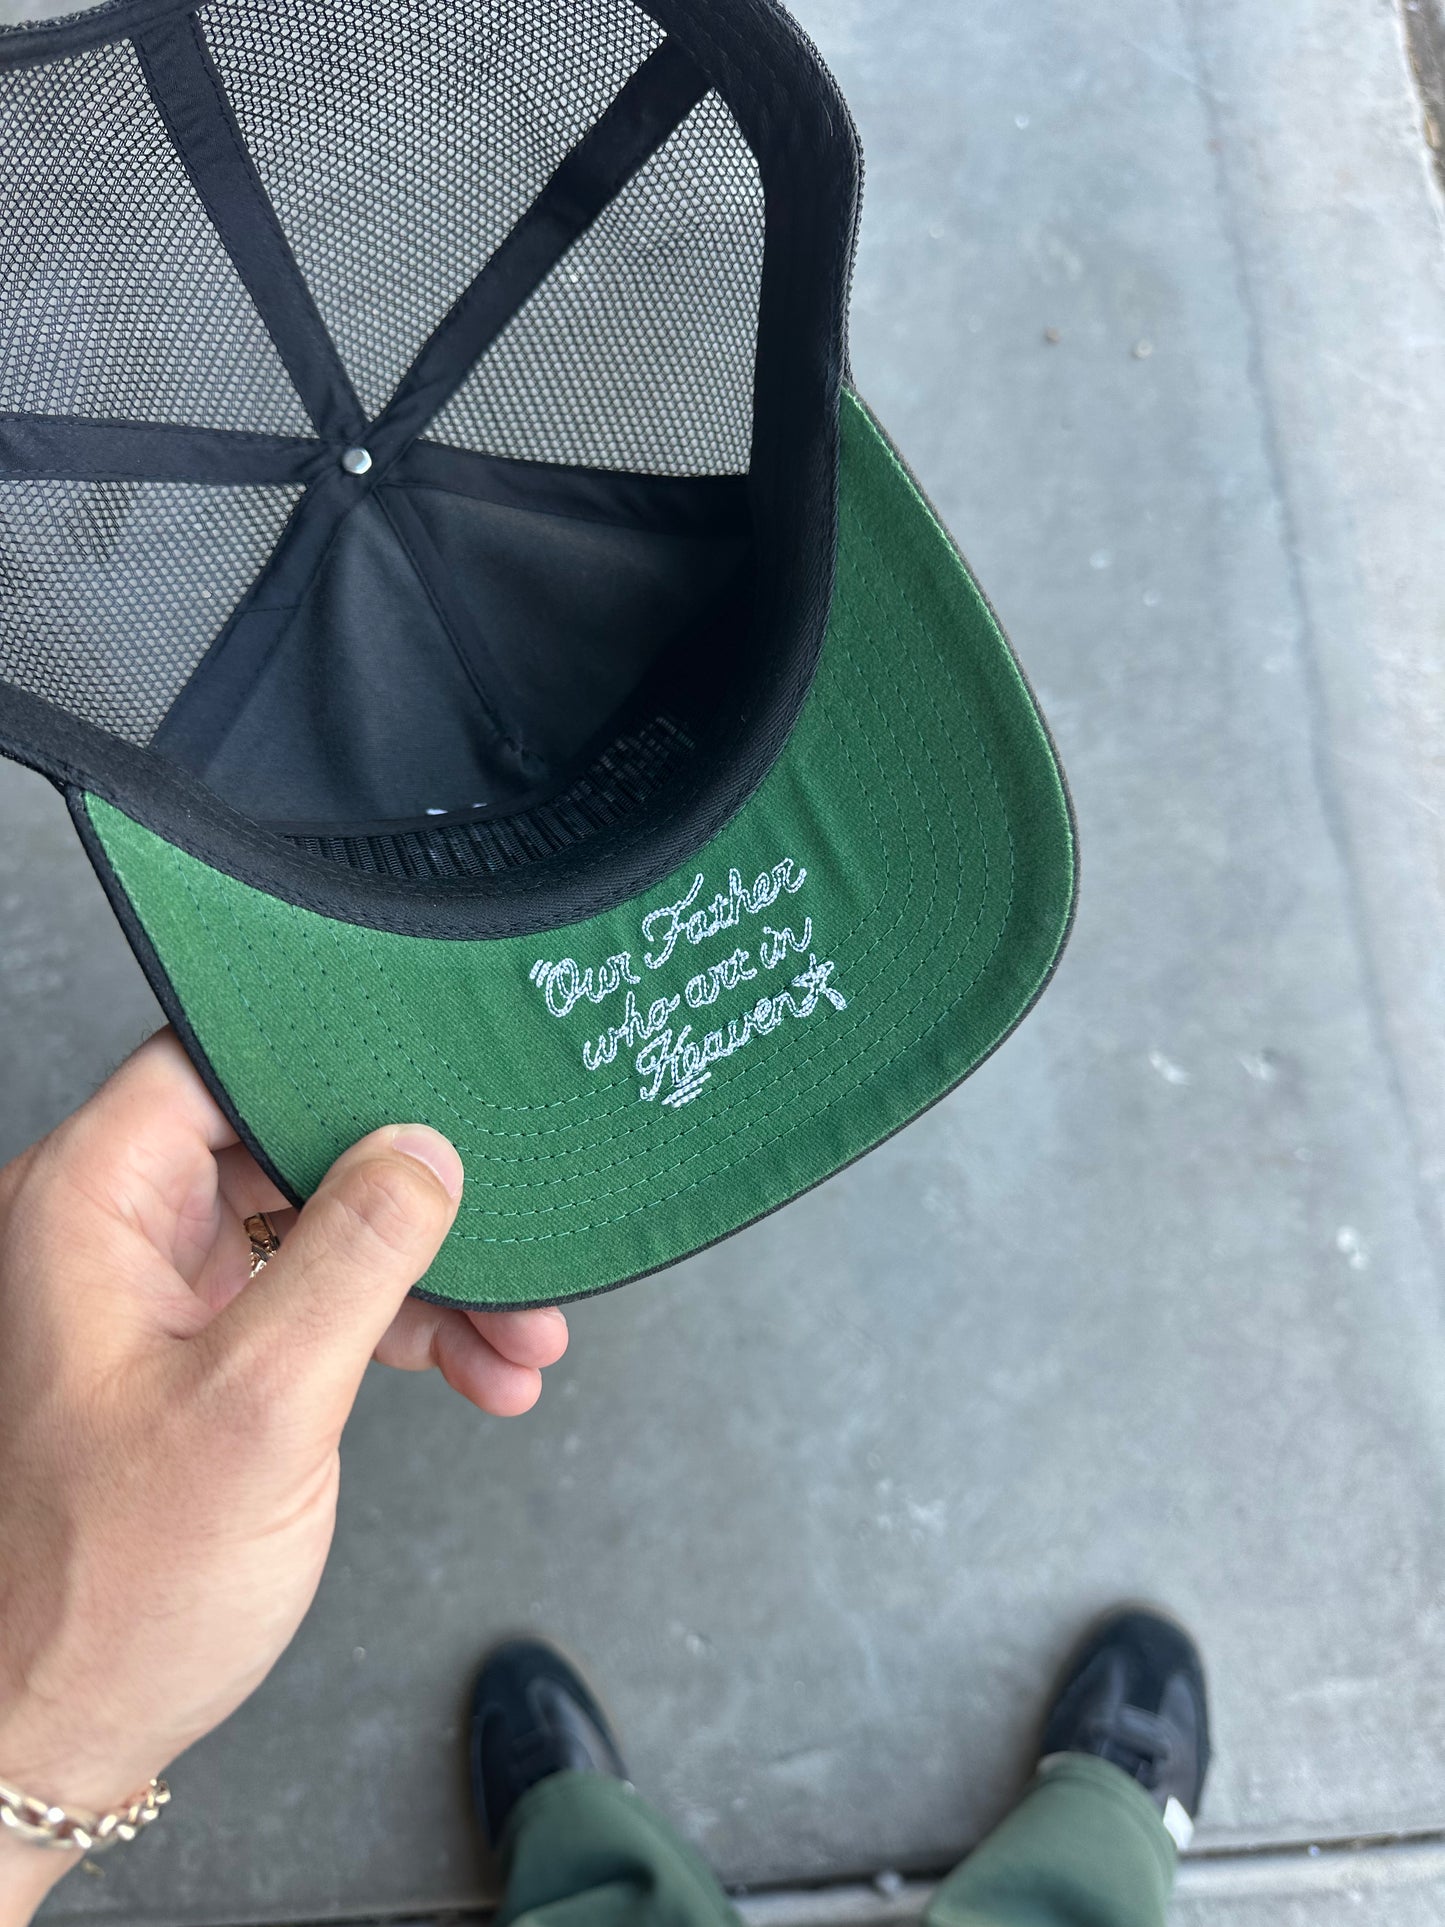 "Our Father
who art in
Heaven